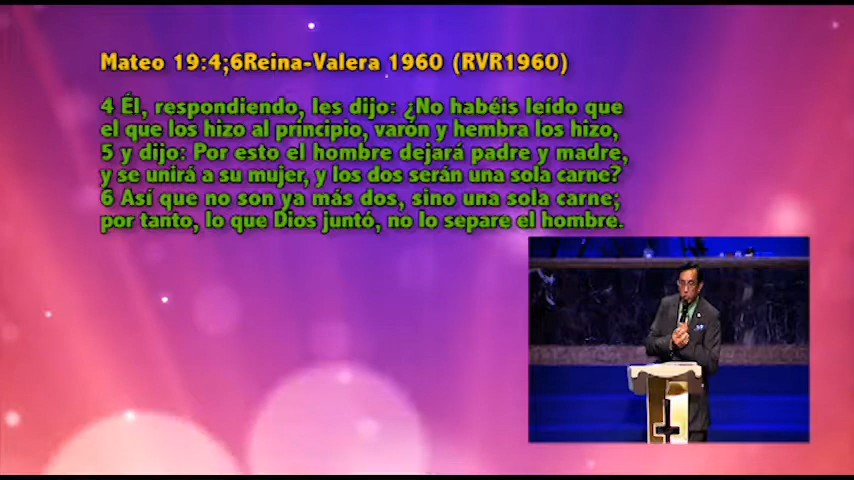 Mateo 19:4;6Reina-Valera 1960 (RVR1960)
4 Él, respondiendo, les dijo: ¿No habéis leído que
el que los hizo al principio, varón y hembra los hizo,
5 y dijo: Por esto el hombre dejará padre y madre,
y se unirá a su mujer, y los dos serán una sola carne?
6 Así que no son ya más dos, sino una sola carne;
por tanto, lo que Dios juntó, no lo separe el hombre.